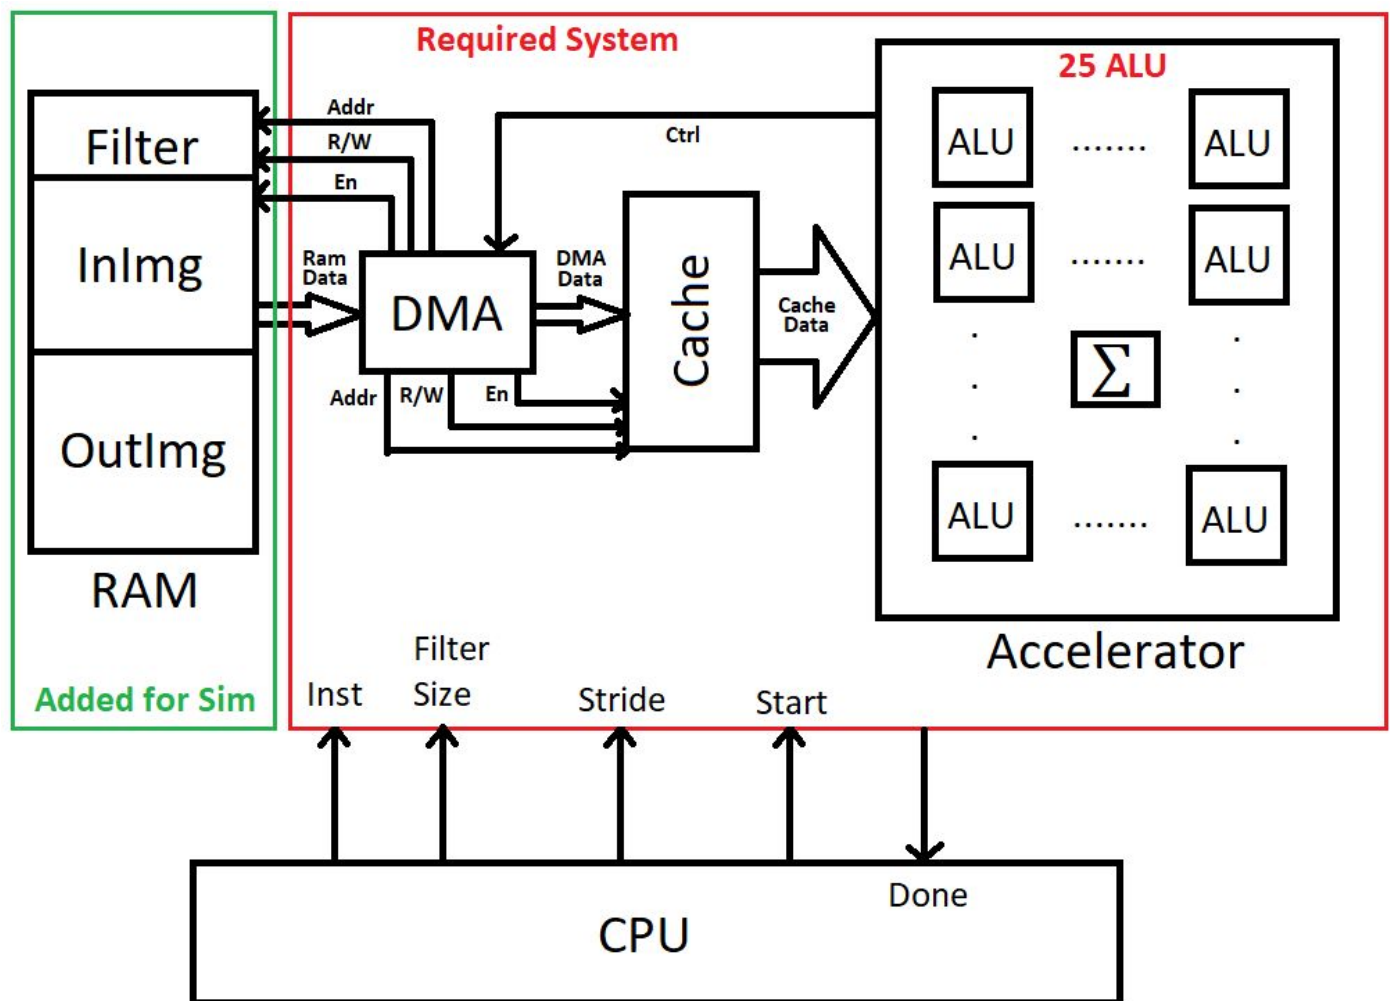 Required System
Filter
InImg
OutImg
RAM
Added for Sim
Addr
R/W
En
Ram
Data
Ctrl
DMA
DMA
Data
Addr
R/W
En
Cache
Cache
Data
25 ALU
ALU ....... ALU
ALU ....... ALU
. .
. Σ .
. .
ALU ....... ALU
Accelerator
Inst
Filter
Size
Stride
Start
Done
CPU